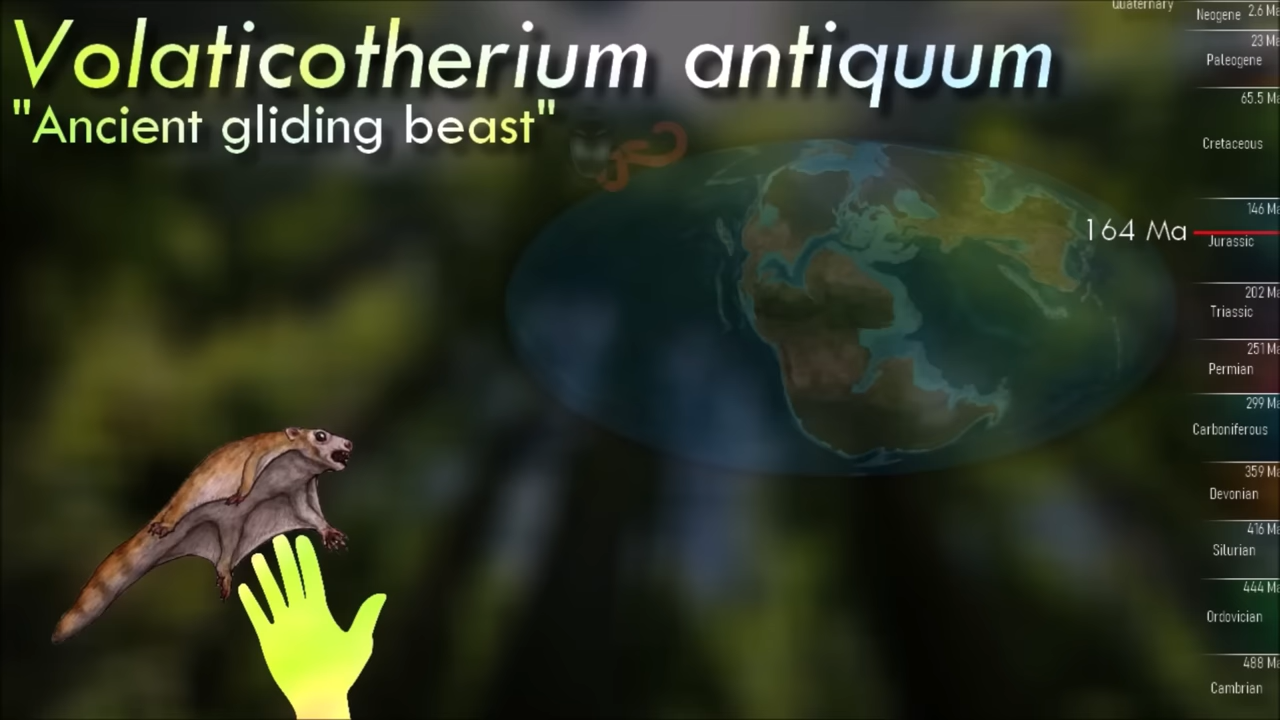 Volaticotherium antiquum
"Ancient gliding beast"
Quaternary
2.6 Ma
Neogene
23 Ma
Paleogene
65.5 Ma
Cretaceous
146 Ma
164 Ma
Jurassic
202 Ma
Triassic
251 Ma
Permian
299 Ma
Carboniferous
359 Ma
Devonian
416 Ma
Silurian
444 Ma
Ordovician
488 Ma
Cambrian